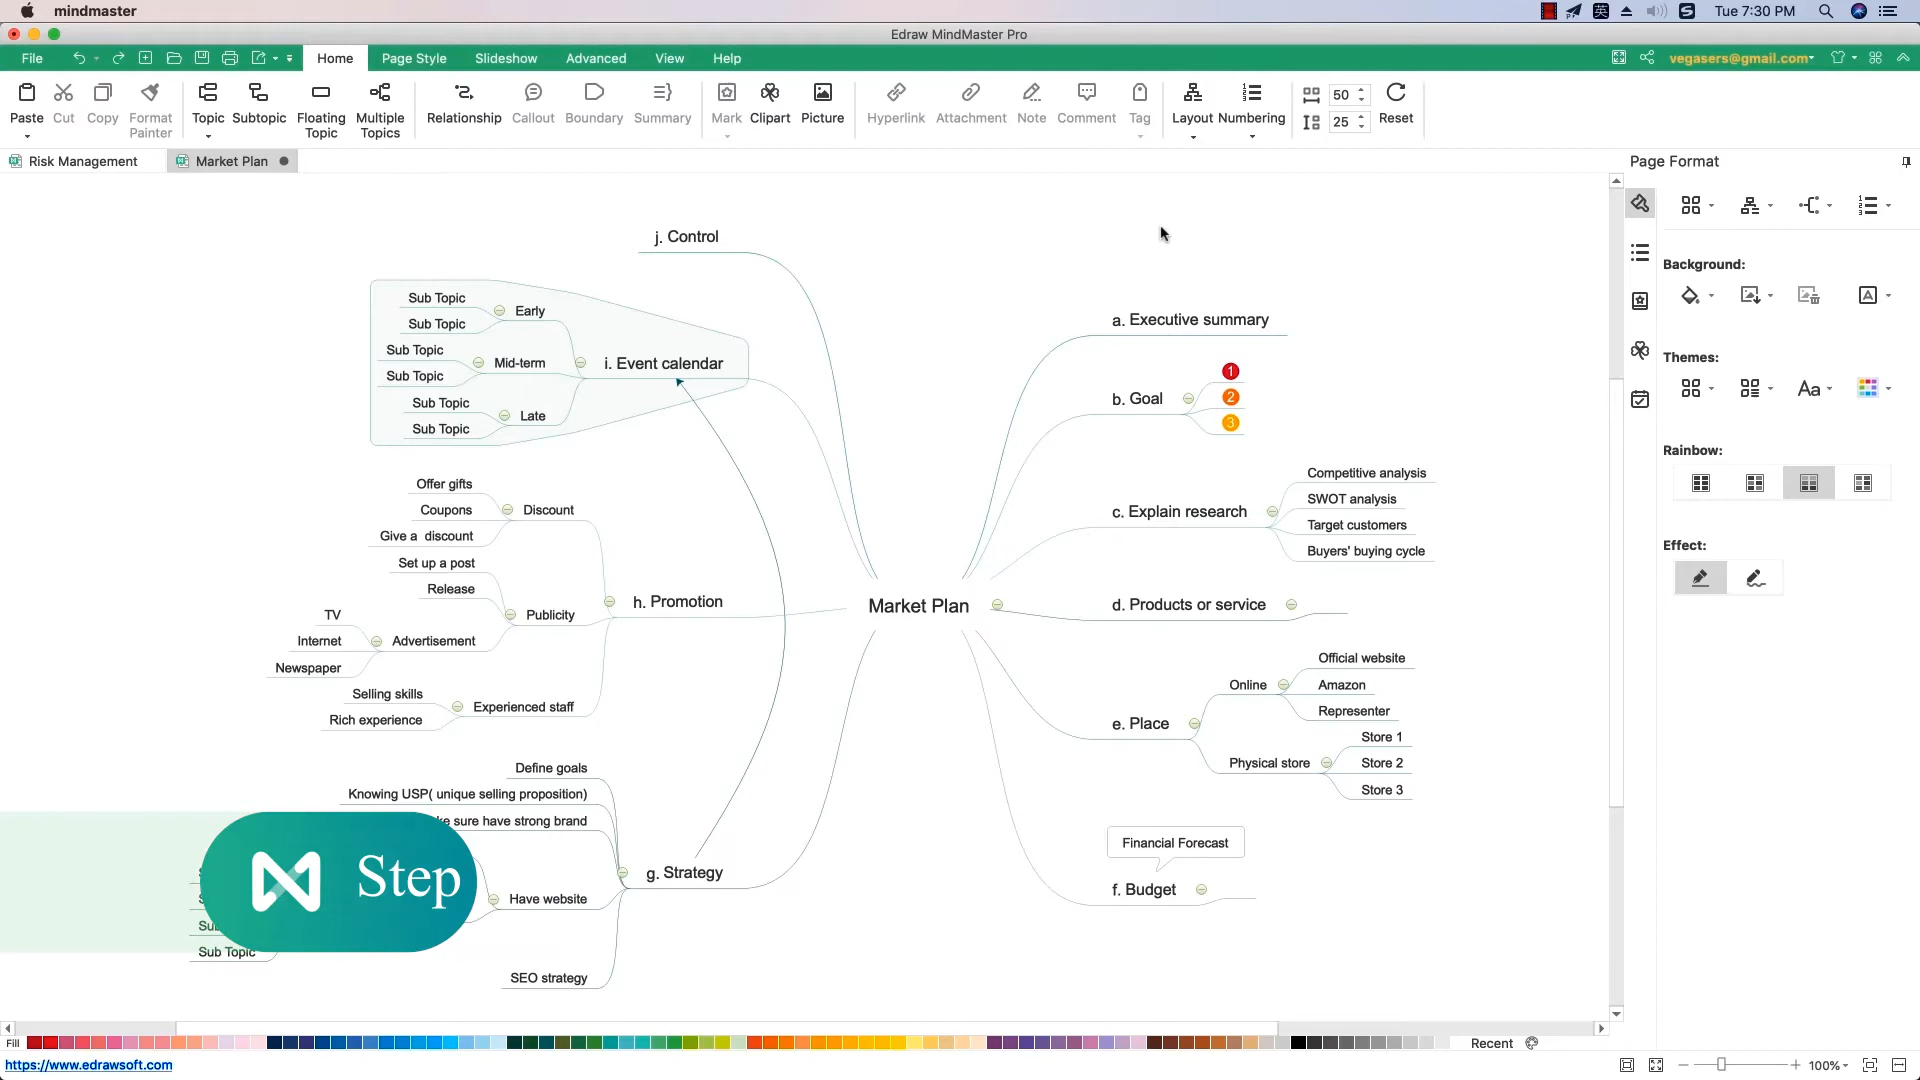 mindmaster
英
Tue 7:30 PM
Edraw MindMaster Pro
File
Home
Page Style
Slideshow
Advanced
View
Help
vegasers@gmail.com
Paste
Cut
Copy
Format Painter
Topic
Subtopic
Floating Topic
Multiple Topics
Relationship
Callout
Boundary
Summary
Mark
Clipart
Picture
Hyperlink
Attachment
Note
Comment
Tag
Layout
Numbering
50
25
Reset
Risk Management
Market Plan
Page Format
Background:
Themes:
Aa
Rainbow:
Effect:
j. Control
Sub Topic
Sub Topic
Early
Sub Topic
Sub Topic
Mid-term
Sub Topic
Sub Topic
Late
i. Event calendar
Offer gifts
Coupons
Give a  discount
Discount
Set up a post
Release
Publicity
TV
Internet
Newspaper
Advertisement
Selling skills
Rich experience
Experienced staff
h. Promotion
Define goals
Knowing USP( unique selling proposition)
sure have strong brand
Have website
Sub Topic
SEO strategy
g. Strategy
Market Plan
a. Executive summary
b. Goal
1
2
3
c. Explain research
Competitive analysis
SWOT analysis
Target customers
Buyers' buying cycle
d. Products or service
e. Place
Online
Official website
Amazon
Representer
Physical store
Store 1
Store 2
Store 3
Financial Forecast
f. Budget
Step
Fill
Recent
https://www.edrawsoft.com
100%